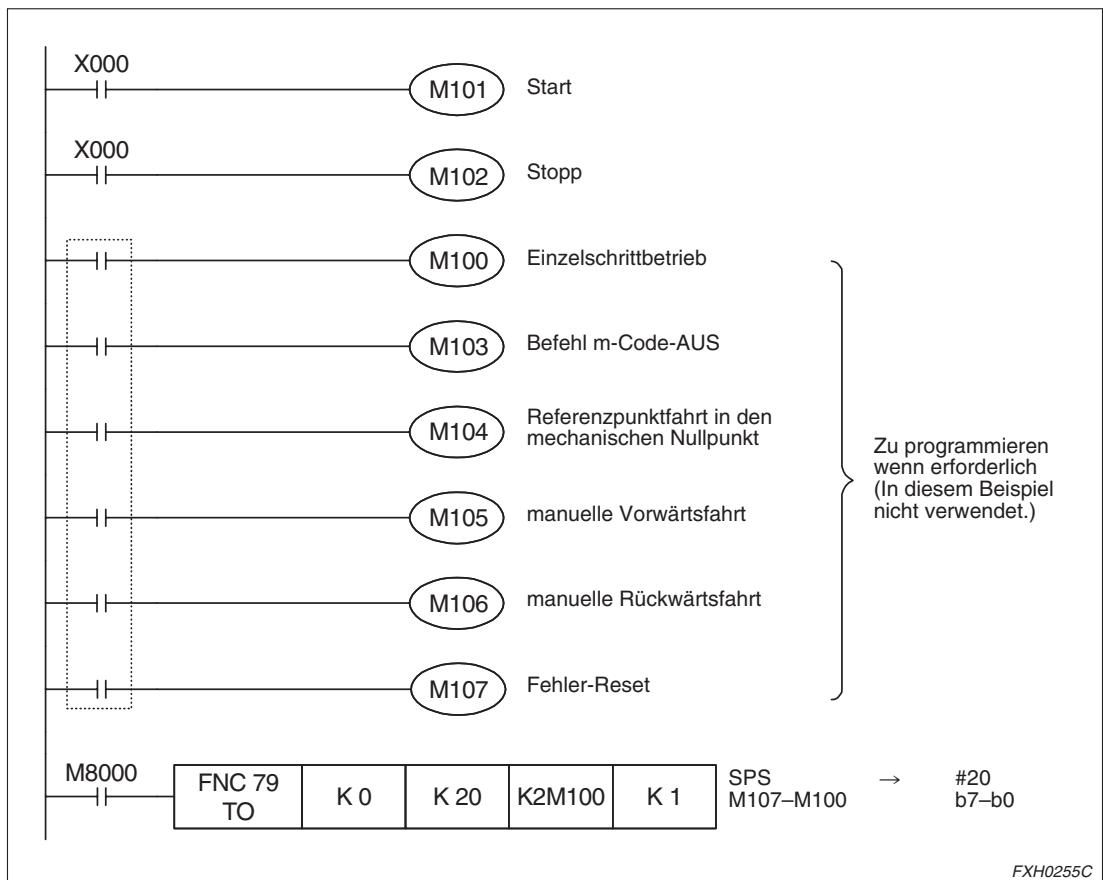 X000
M101
Start
X000
M102
Stopp
M100
Einzelschrittbetrieb
M103
Befehl m-Code-AUS
M104
Referenzpunktfahrt in den
mechanischen Nullpunkt
M105
manuelle Vorwärtsfahrt
M106
manuelle Rückwärtsfahrt
M107
Fehler-Reset
Zu programmieren
wenn erforderlich
(In diesem Beispiel
nicht verwendet.)
M8000
FNC 79
TO
K 0
K 20
K2M100
K 1
SPS → #20
M107–M100 b7–b0
FXH0255C